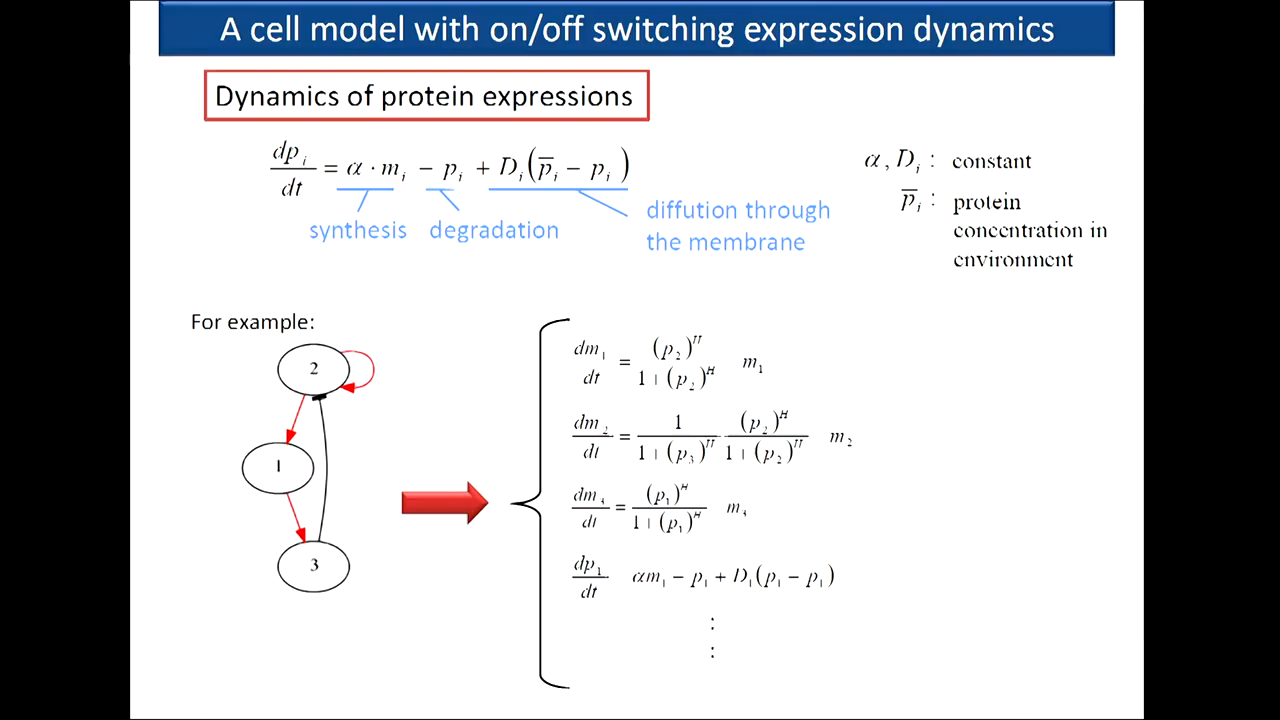 A cell model with on/off switching expression dynamics
Dynamics of protein expressions
dp_i/dt = α · m_i − p_i + D_i(p̅_i − p_i)
synthesis
degradation
diffution through
the membrane
α, D_i : constant
p̅_i : protein
concentration in
environment
For example:
2
1
3
dm_1/dt = (p_2)^H / 1+(p_2)^H m_1
dm_2/dt = 1 / 1+(p_3)^H (p_2)^H / 1+(p_2)^H m_2
dm_3/dt = (p_1)^H / 1+(p_1)^H m_3
dp_1/dt αm_1 − p_1 + D_1(p_1 − p_1)
:
: